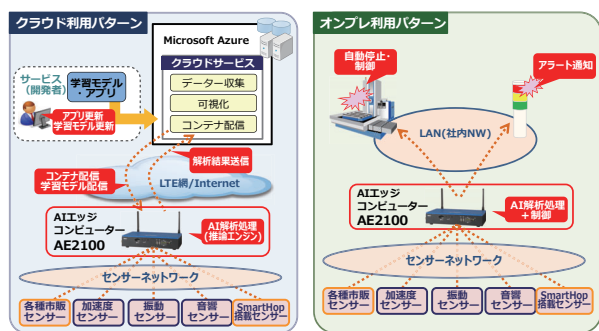 クラウド利用パターン
Microsoft Azure
クラウドサービス
データー収集
可視化
コンテナ配信
サービス
(開発者)
学習モデル
・アプリ
アプリ更新
学習モデル更新
解析結果送信
コンテナ配信
学習モデル配信
LTE網/Internet
AIエッジ
コンピューター
AE2100
AI解析処理
(推論エンジン)
センサーネットワーク
各種市販
センサー
加速度
センサー
振動
センサー
音響
センサー
SmartHop
搭載センサー
オンプレ利用パターン
自動停止・
制御
アラート通知
LAN(社内NW)
AIエッジ
コンピューター
AE2100
AI解析処理
+制御
センサーネットワーク
各種市販
センサー
加速度
センサー
振動
センサー
音響
センサー
SmartHop
搭載センサー